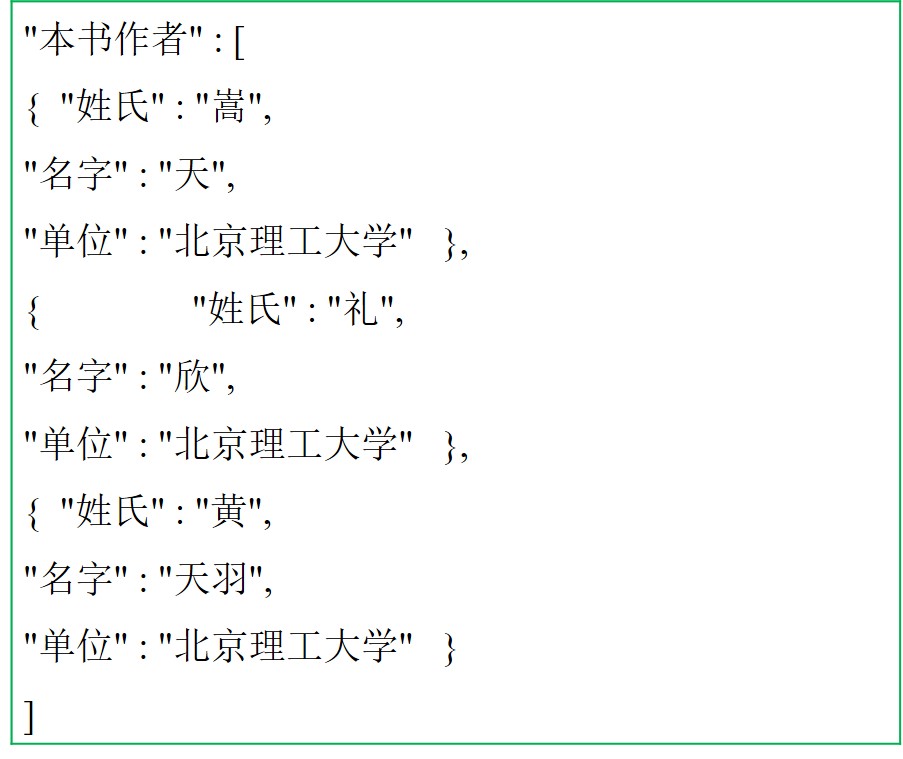 "本书作者" : [
{ "姓氏" : "嵩",
"名字" : "天",
"单位" : "北京理工大学" },
{ "姓氏" : "礼",
"名字" : "欣",
"单位" : "北京理工大学" },
{ "姓氏" : "黄",
"名字" : "天羽",
"单位" : "北京理工大学" }
]